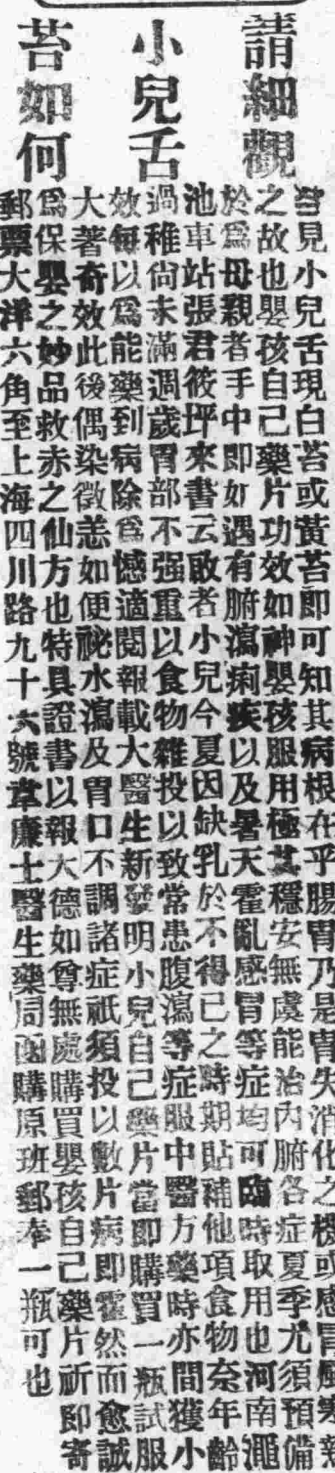 請細觀
小兒舌
苔如何
若見小兒舌現白苔或黃苔即可知其病根在乎腸胃乃是胃失消化之機或感冒風寒
之故也嬰孩自己藥片功效如神嬰孩服用極其穩安無虞能治內腑各症夏季尤須預備
於爲母親者手中即如遇有腑瀉痢疾以及暑天霍亂感冒等症均可臨時取用也河南澠
池車站張君筱坪來書云敢者小兒今夏因缺乳於不得已之時期貼補他項食物奈年齡
過稚尙未滿週歲胃部不强重以食物雜投以致常患腹瀉等症服中醫方藥時亦間獲小
效每以爲能藥到病除爲憾適閱報載大醫生新發明小兒自己藥片當即購買一瓶試服
大著奇效此後偶染微恙如便祕水瀉及胃口不調諸症祇須投以數片病即霍然而愈誠
爲保嬰之妙品救赤之仙方也特具證書以報大德如尊無處購買嬰孩自己藥片祈即寄
郵票大洋六角至上海四川路九十六號韋廉士醫生藥局函購原班郵奉一瓶可也